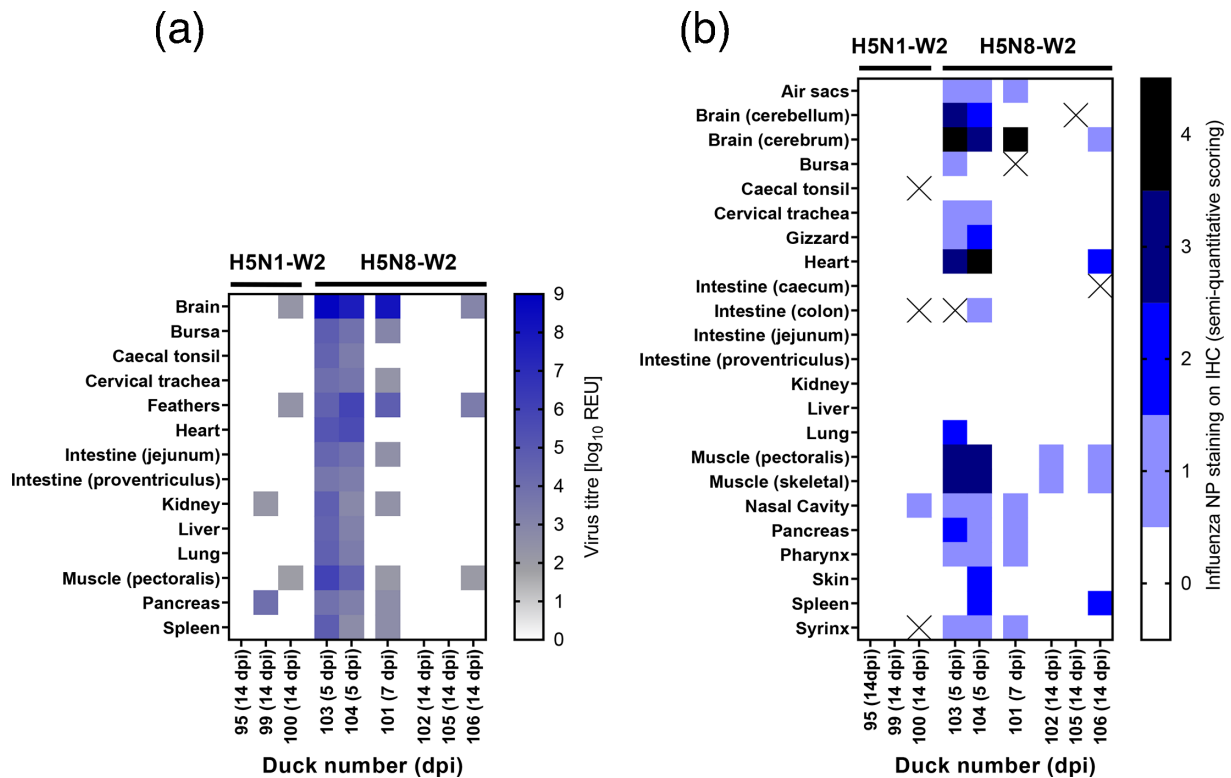 (a)
H5N1-W2 H5N8-W2
Brain
Bursa
Caecal tonsil
Cervical trachea
Feathers
Heart
Intestine (jejunum)
Intestine (proventriculus)
Kidney
Liver
Lung
Muscle (pectoralis)
Pancreas
Spleen
95 (14 dpi)
99 (14 dpi)
100 (14 dpi)
103 (5 dpi)
104 (5 dpi)
101 (7 dpi)
102 (14 dpi)
105 (14 dpi)
106 (14 dpi)
Duck number (dpi)
9
8
7
6
5
4
3
2
1
0
Virus titre [log10 REU]
(b)
H5N1-W2 H5N8-W2
Air sacs
Brain (cerebellum)
Brain (cerebrum)
Bursa
Caecal tonsil
Cervical trachea
Gizzard
Heart
Intestine (caecum)
Intestine (colon)
Intestine (jejunum)
Intestine (proventriculus)
Kidney
Liver
Lung
Muscle (pectoralis)
Muscle (skeletal)
Nasal Cavity
Pancreas
Pharynx
Skin
Spleen
Syrinx
95 (14dpi)
99 (14 dpi)
100 (14 dpi)
103 (5 dpi)
104 (5 dpi)
101 (7 dpi)
102 (14 dpi
105 (14 dpi
106 (14 dpi
Duck number (dpi)
4
3
2
1
0
Influenza NP staining on IHC (semi-quantitative scoring)